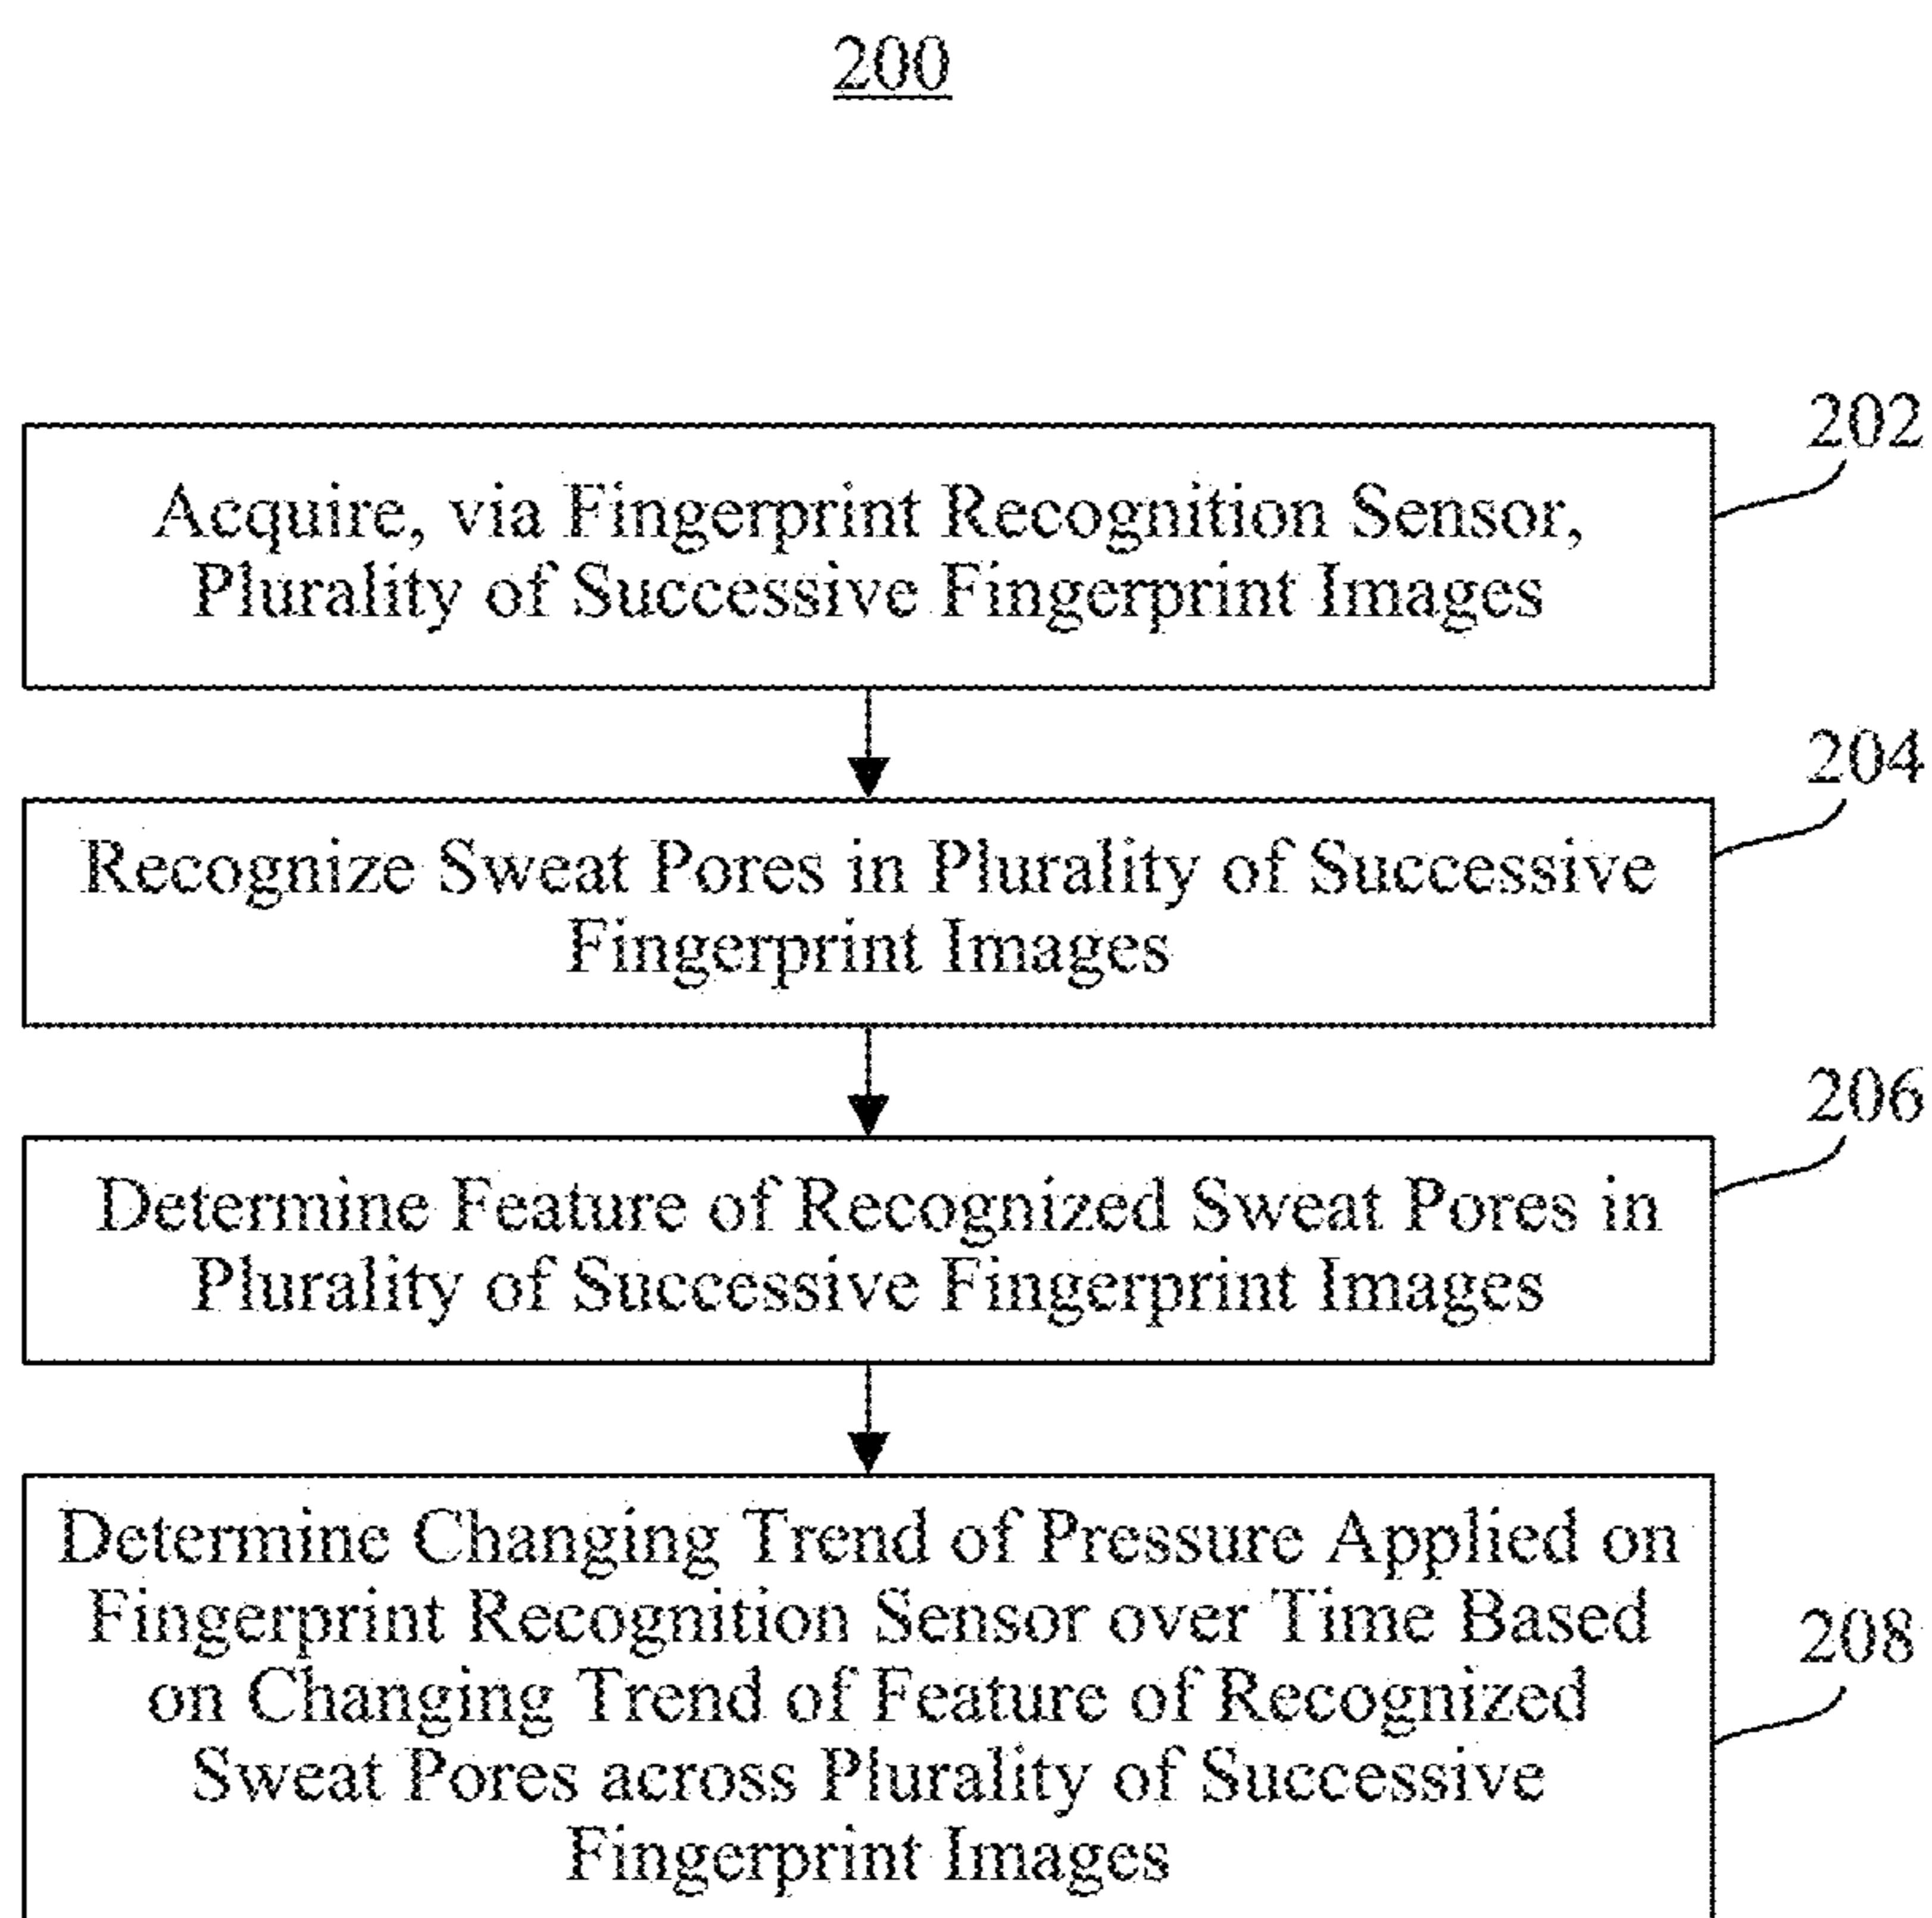 200
202
Acquire, via Fingerprint Recognition Sensor,
Plurality of Successive Fingerprint Images
204
Recognize Sweat Pores in Plurality of Successive
Fingerprint Images
206
Determine Feature of Recognized Sweat Pores in
Plurality of Successive Fingerprint Images
Determine Changing Trend of Pressure Applied on
Fingerprint Recognition Sensor over Time Based
208
on Changing Trend of Feature of Recognized
Sweat Pores across Plurality of Successive
Fingerprint Images